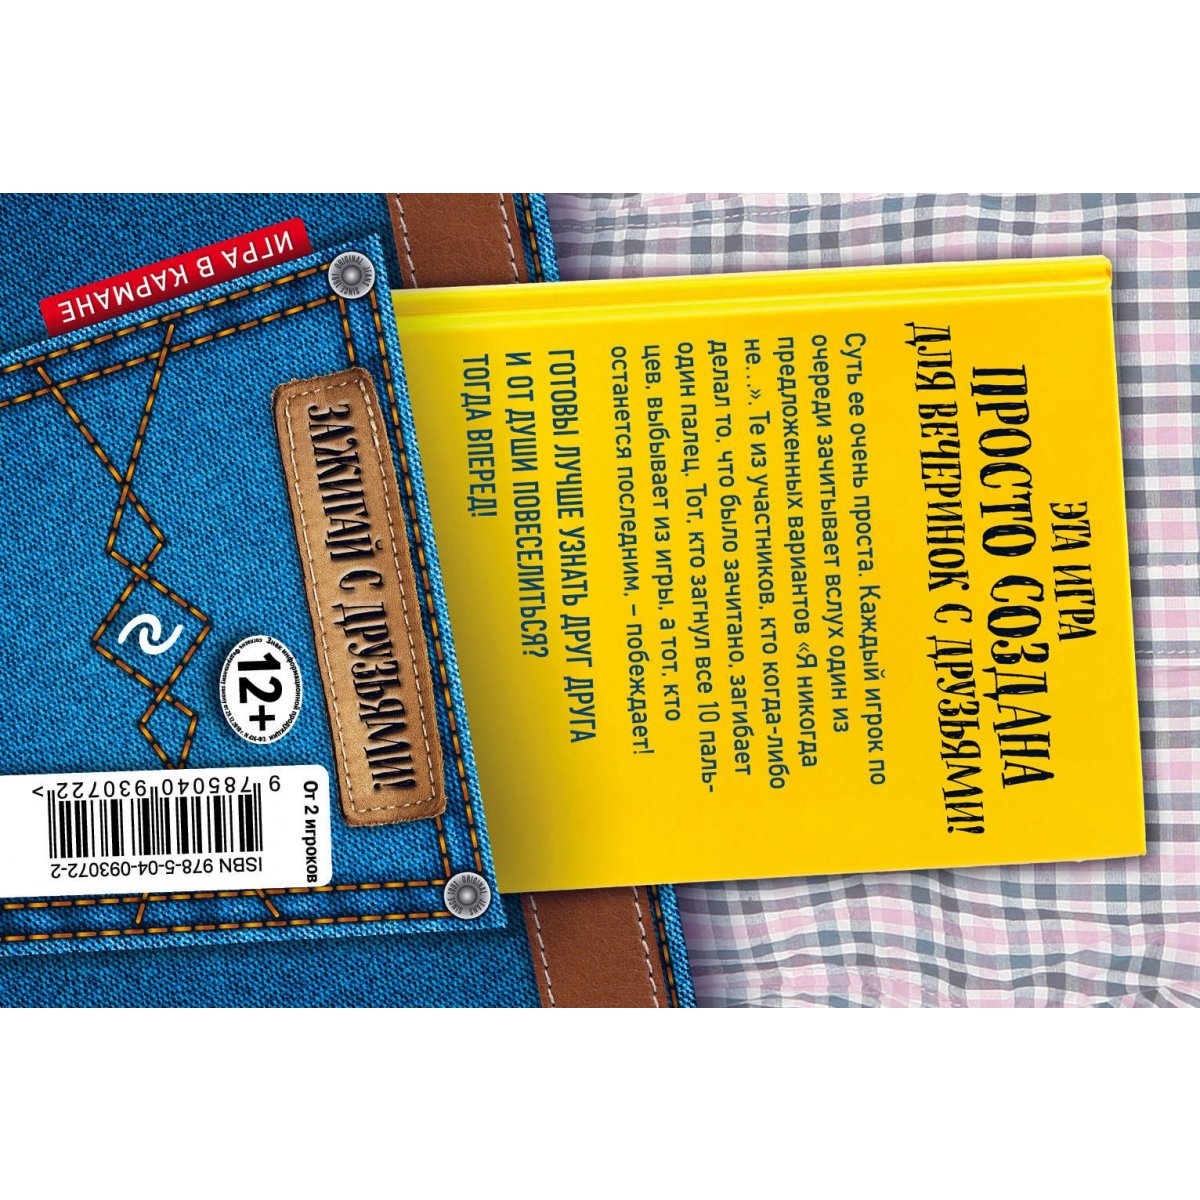 ЭТА ИГРА
ПРОСТО СОЗДАНА
ДЛЯ ВЕЧЕРИНОК С ДРУЗЬЯМИ!
Суть ее очень проста. Каждый игрок по
очереди зачитывает вслух один из
предложенных вариантов «Я никогда
не…». Те из участников, кто когда-либо
делал то, что было зачитано, загибает
один палец. Тот, кто загнул все 10 паль-
цев, выбывает из игры, а тот, кто
останется последним, – побеждает!
ГОТОВЫ ЛУЧШЕ УЗНАТЬ ДРУГ ДРУГА
И ОТ ДУШИ ПОВЕСЕЛИТЬСЯ?
ТОГДА ВПЕРЕД!
ORIGINAL JEANS
ORIGINAL JEANS
ЗАЖИГАЙ С ДРУЗЬЯМИ!
ИГРА В КАРМАНЕ
12+
От 2 игроков
ISBN 978-5-04-093072-2
9 785040 930722 >